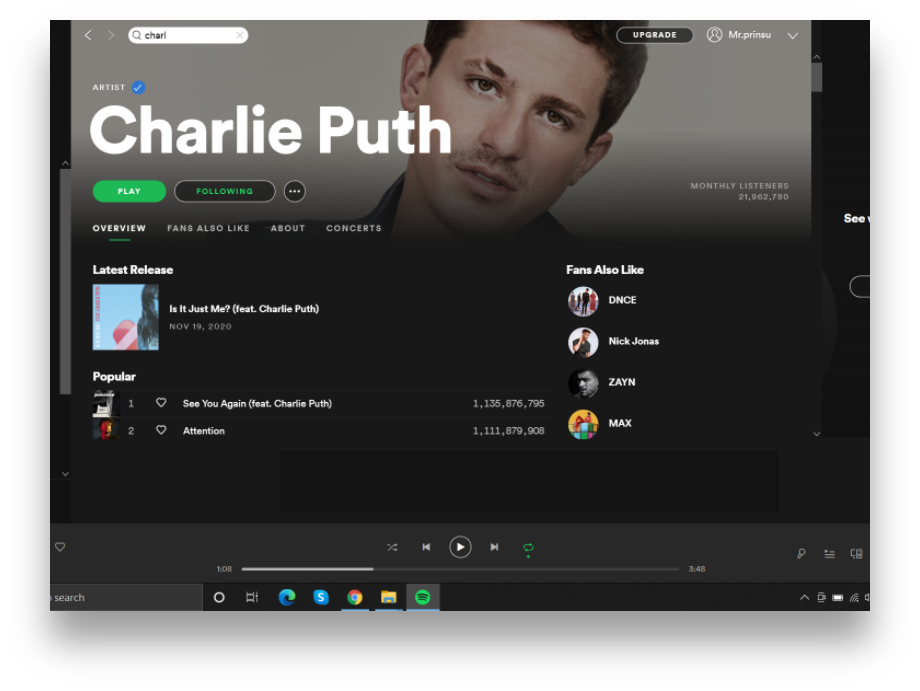 charl
UPGRADE
Mr.prinsu
ARTIST
Charlie Puth
PLAY
FOLLOWING
MONTHLY LISTENERS
21,962,780
OVERVIEW
FANS ALSO LIKE
ABOUT
CONCERTS
See
Latest Release
Is It Just Me? (feat. Charlie Puth)
NOV 19, 2020
Fans Also Like
DNCE
Nick Jonas
ZAYN
MAX
Popular
1 See You Again (feat. Charlie Puth) 1,135,876,795
2 Attention 1,111,879,908
1:08
3:48
search